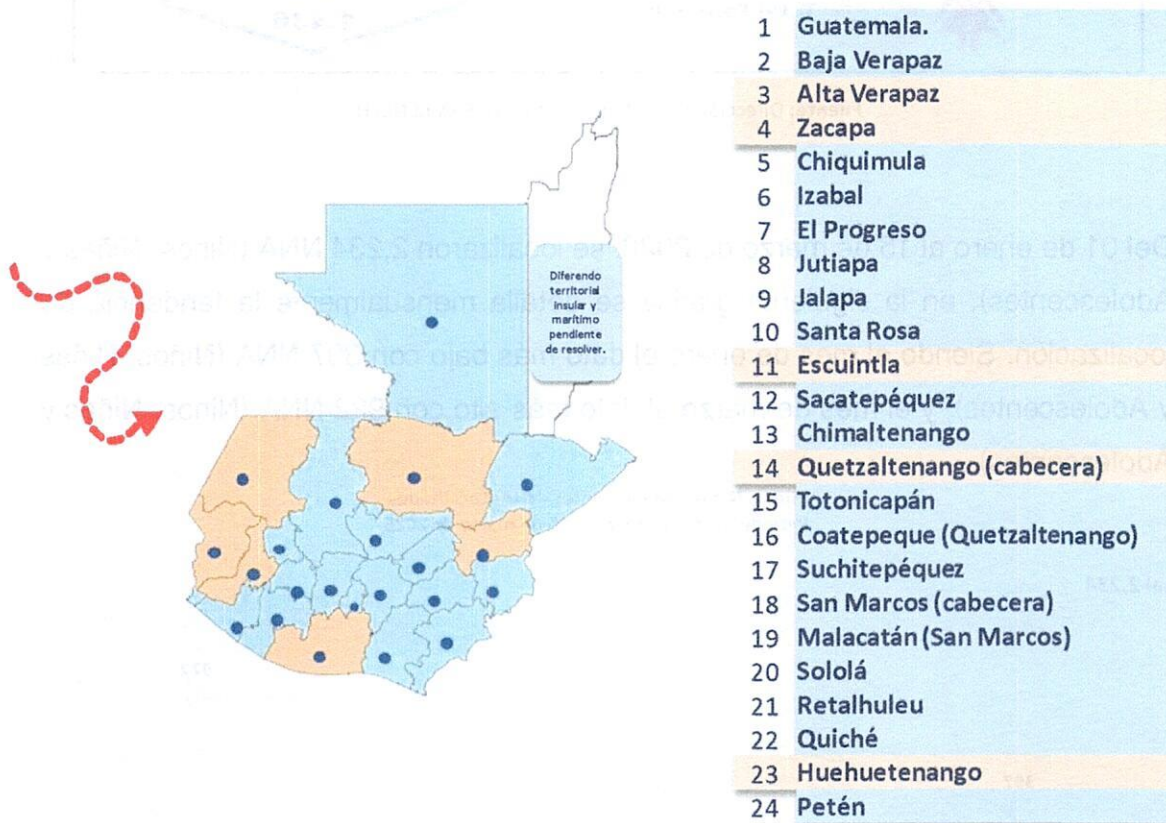 1 Guatemala.
2 Baja Verapaz
3 Alta Verapaz
4 Zacapa
5 Chiquimula
6 Izabal
7 El Progreso
8 Jutiapa
9 Jalapa
10 Santa Rosa
11 Escuintla
12 Sacatepéquez
13 Chimaltenango
14 Quetzaltenango (cabecera)
15 Totonicapán
16 Coatepeque (Quetzaltenango)
17 Suchitepéquez
18 San Marcos (cabecera)
19 Malacatán (San Marcos)
20 Sololá
21 Retalhuleu
22 Quiché
23 Huehuetenango
24 Petén
Diferendo
territorial
insular y
marítimo
pendiente
de resolver.